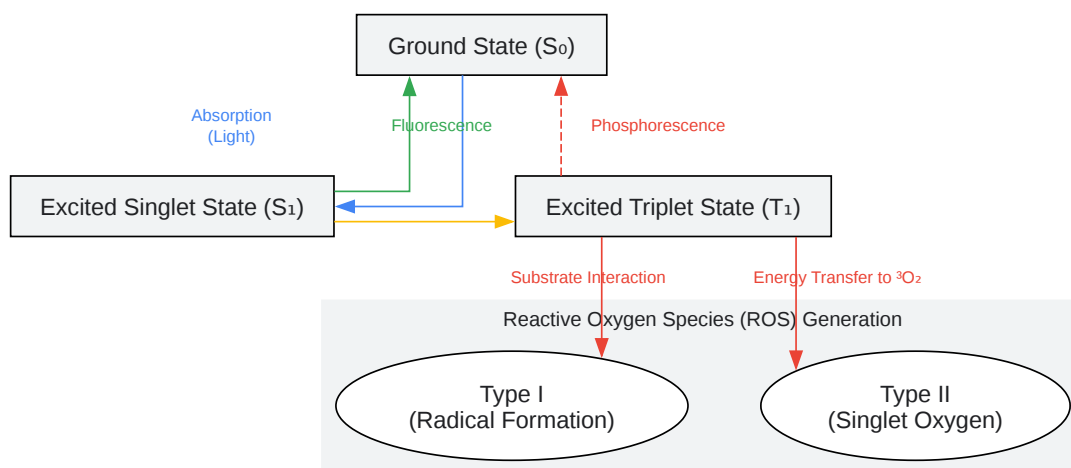 Ground State (S₀)
Absorption
(Light)
Fluorescence
Phosphorescence
Excited Singlet State (S₁)
Excited Triplet State (T₁)
Substrate Interaction
Energy Transfer to ³O₂
Reactive Oxygen Species (ROS) Generation
Type I
(Radical Formation)
Type II
(Singlet Oxygen)